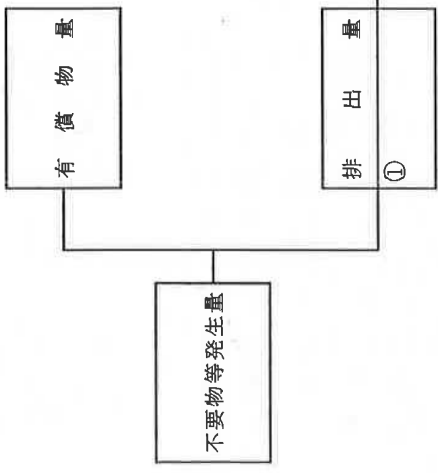 有償物量
排出量
①
不要物等発生量